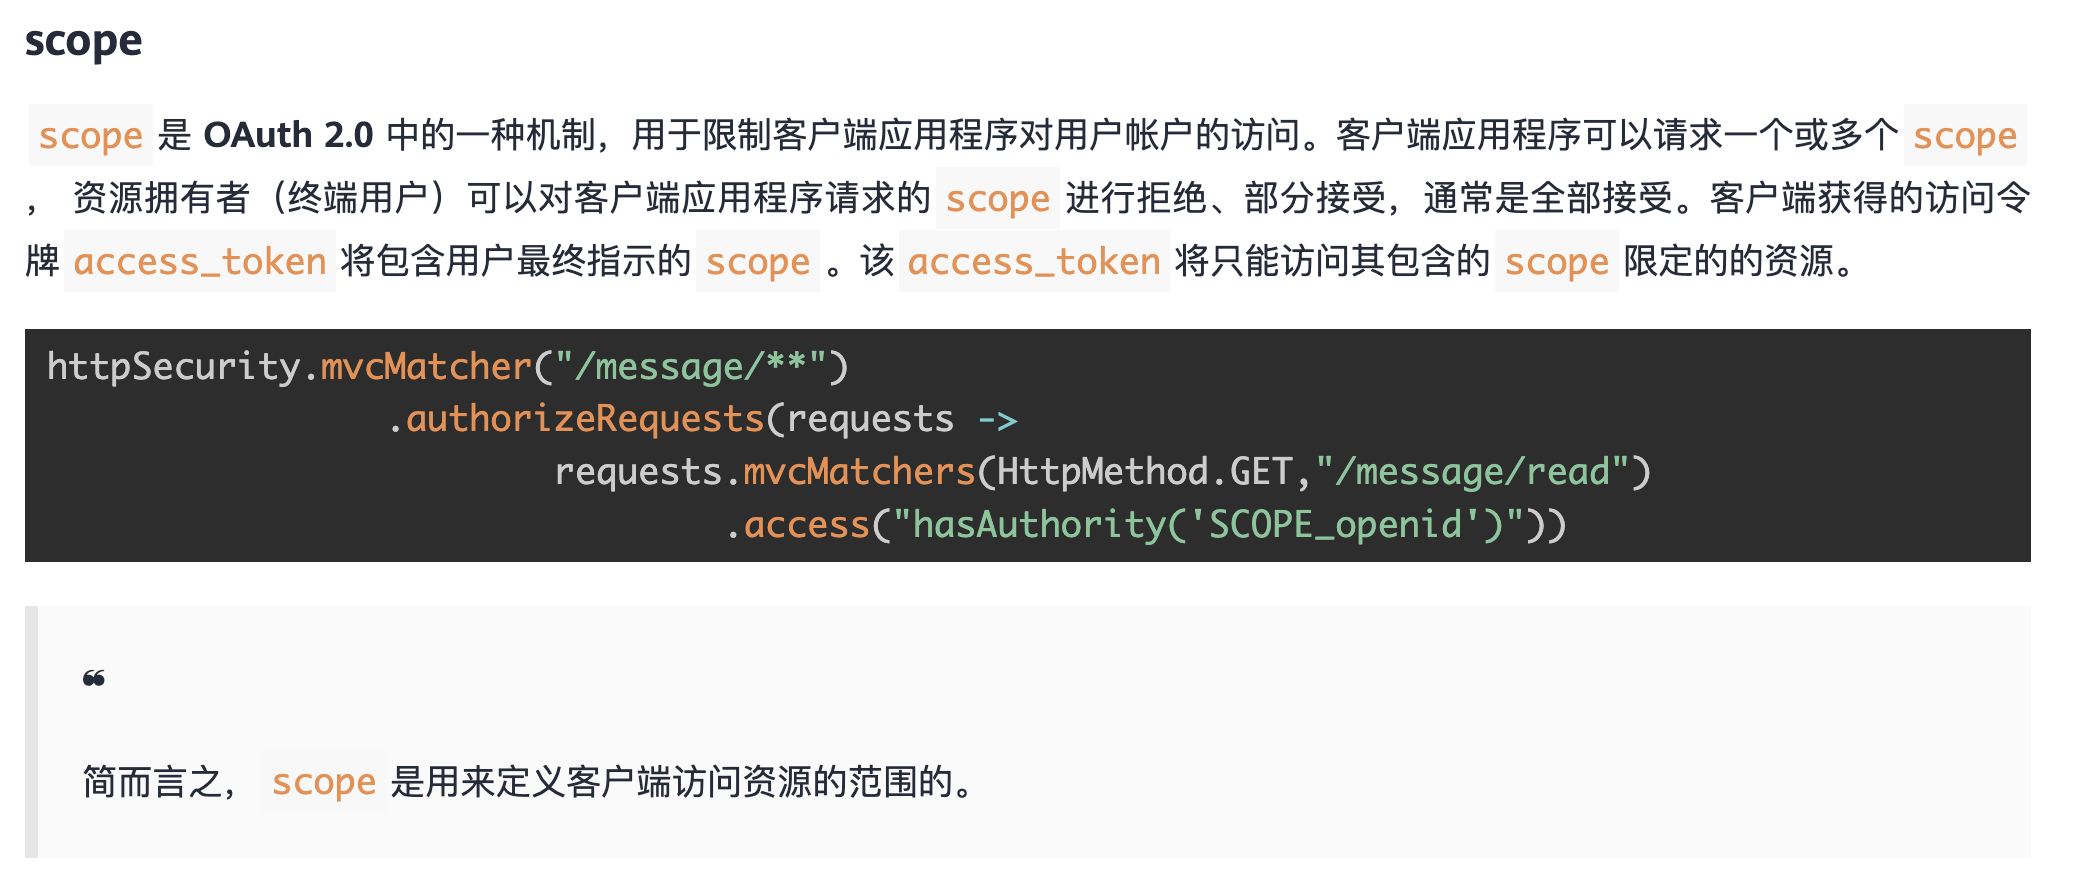 scope
scope 是 OAuth 2.0 中的一种机制，用于限制客户端应用程序对用户帐户的访问。客户端应用程序可以请求一个或多个 scope
， 资源拥有者（终端用户）可以对客户端应用程序请求的 scope 进行拒绝、部分接受，通常是全部接受。客户端获得的访问令
牌 access_token 将包含用户最终指示的 scope 。该 access_token 将只能访问其包含的 scope 限定的的资源。
httpSecurity.mvcMatcher("/message/**")
.authorizeRequests(requests ->
requests.mvcMatchers(HttpMethod.GET,"/message/read")
.access("hasAuthority('SCOPE_openid')"))
❝
简而言之， scope 是用来定义客户端访问资源的范围的。